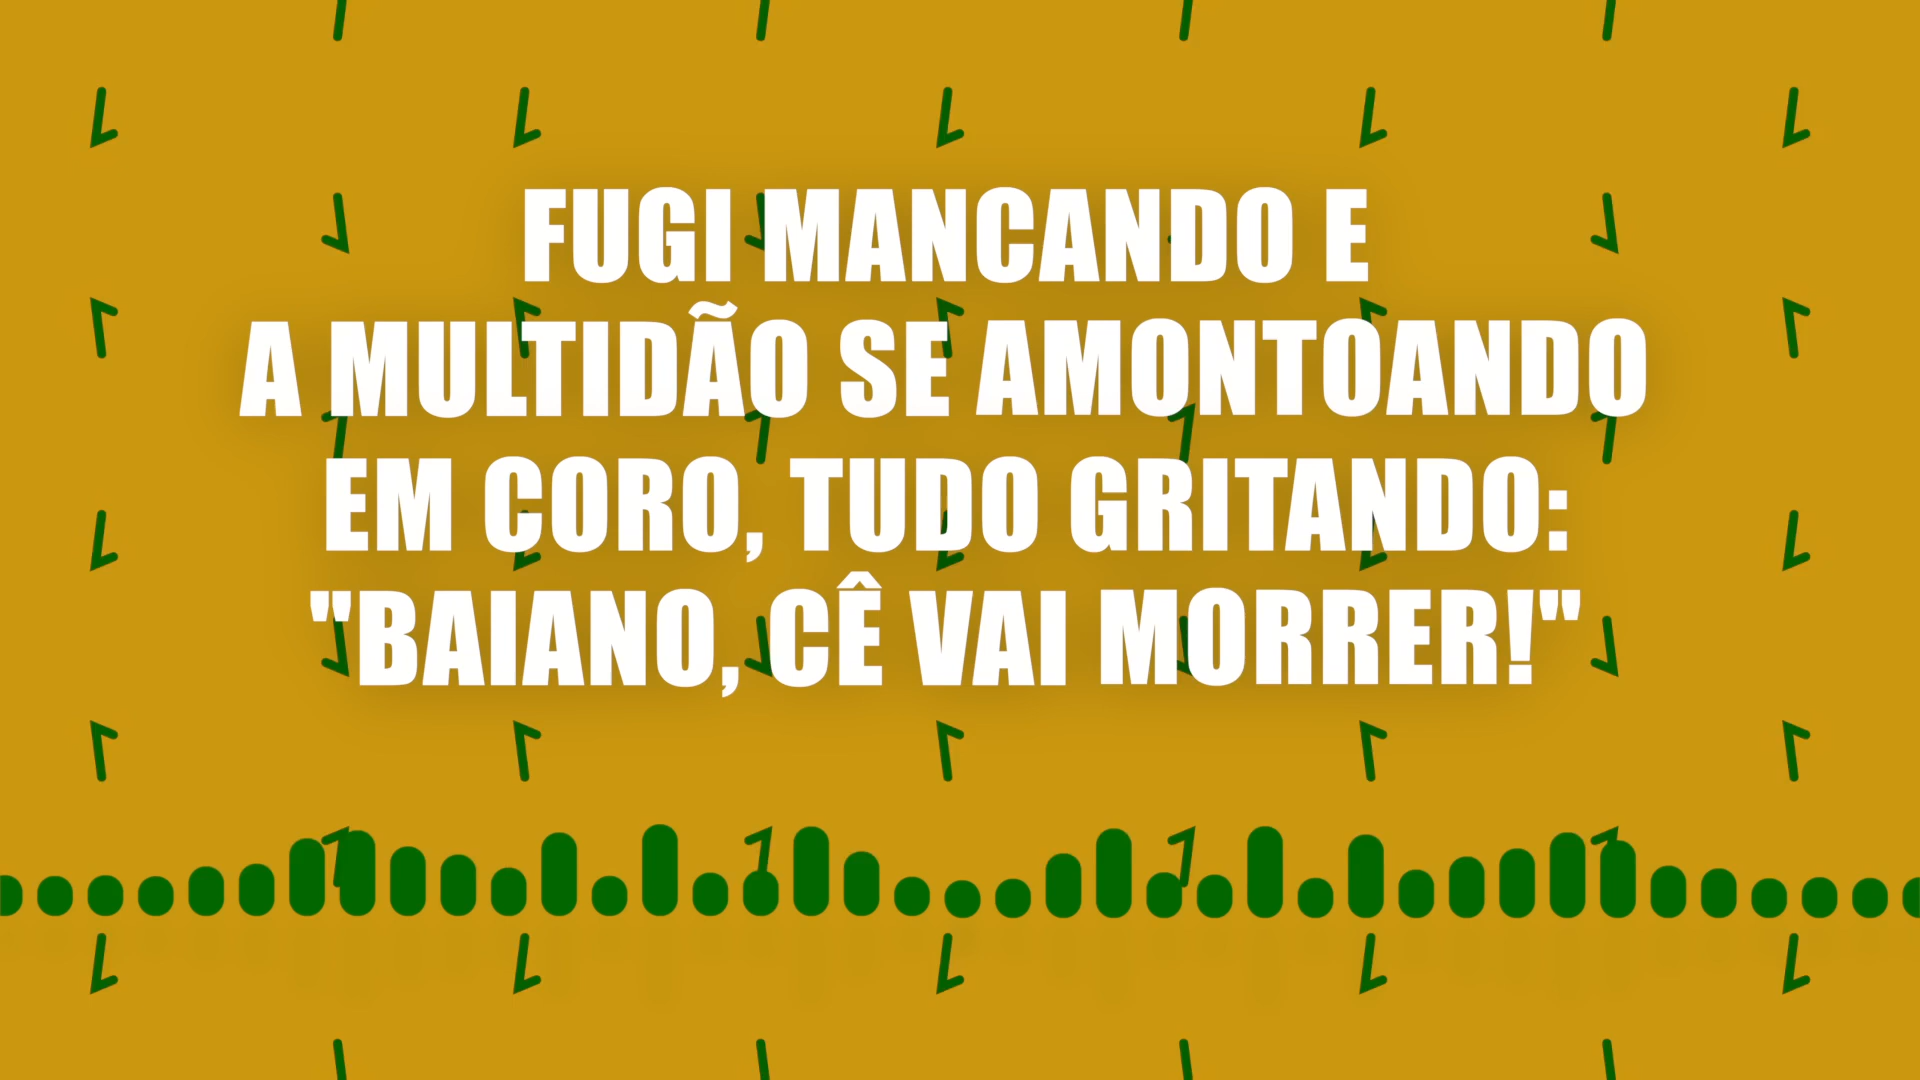 FUGI MANCANDO E
A MULTIDÃO SE AMONTOANDO
EM CORO, TUDO GRITANDO:
"BAIANO, CÊ VAI MORRER!"